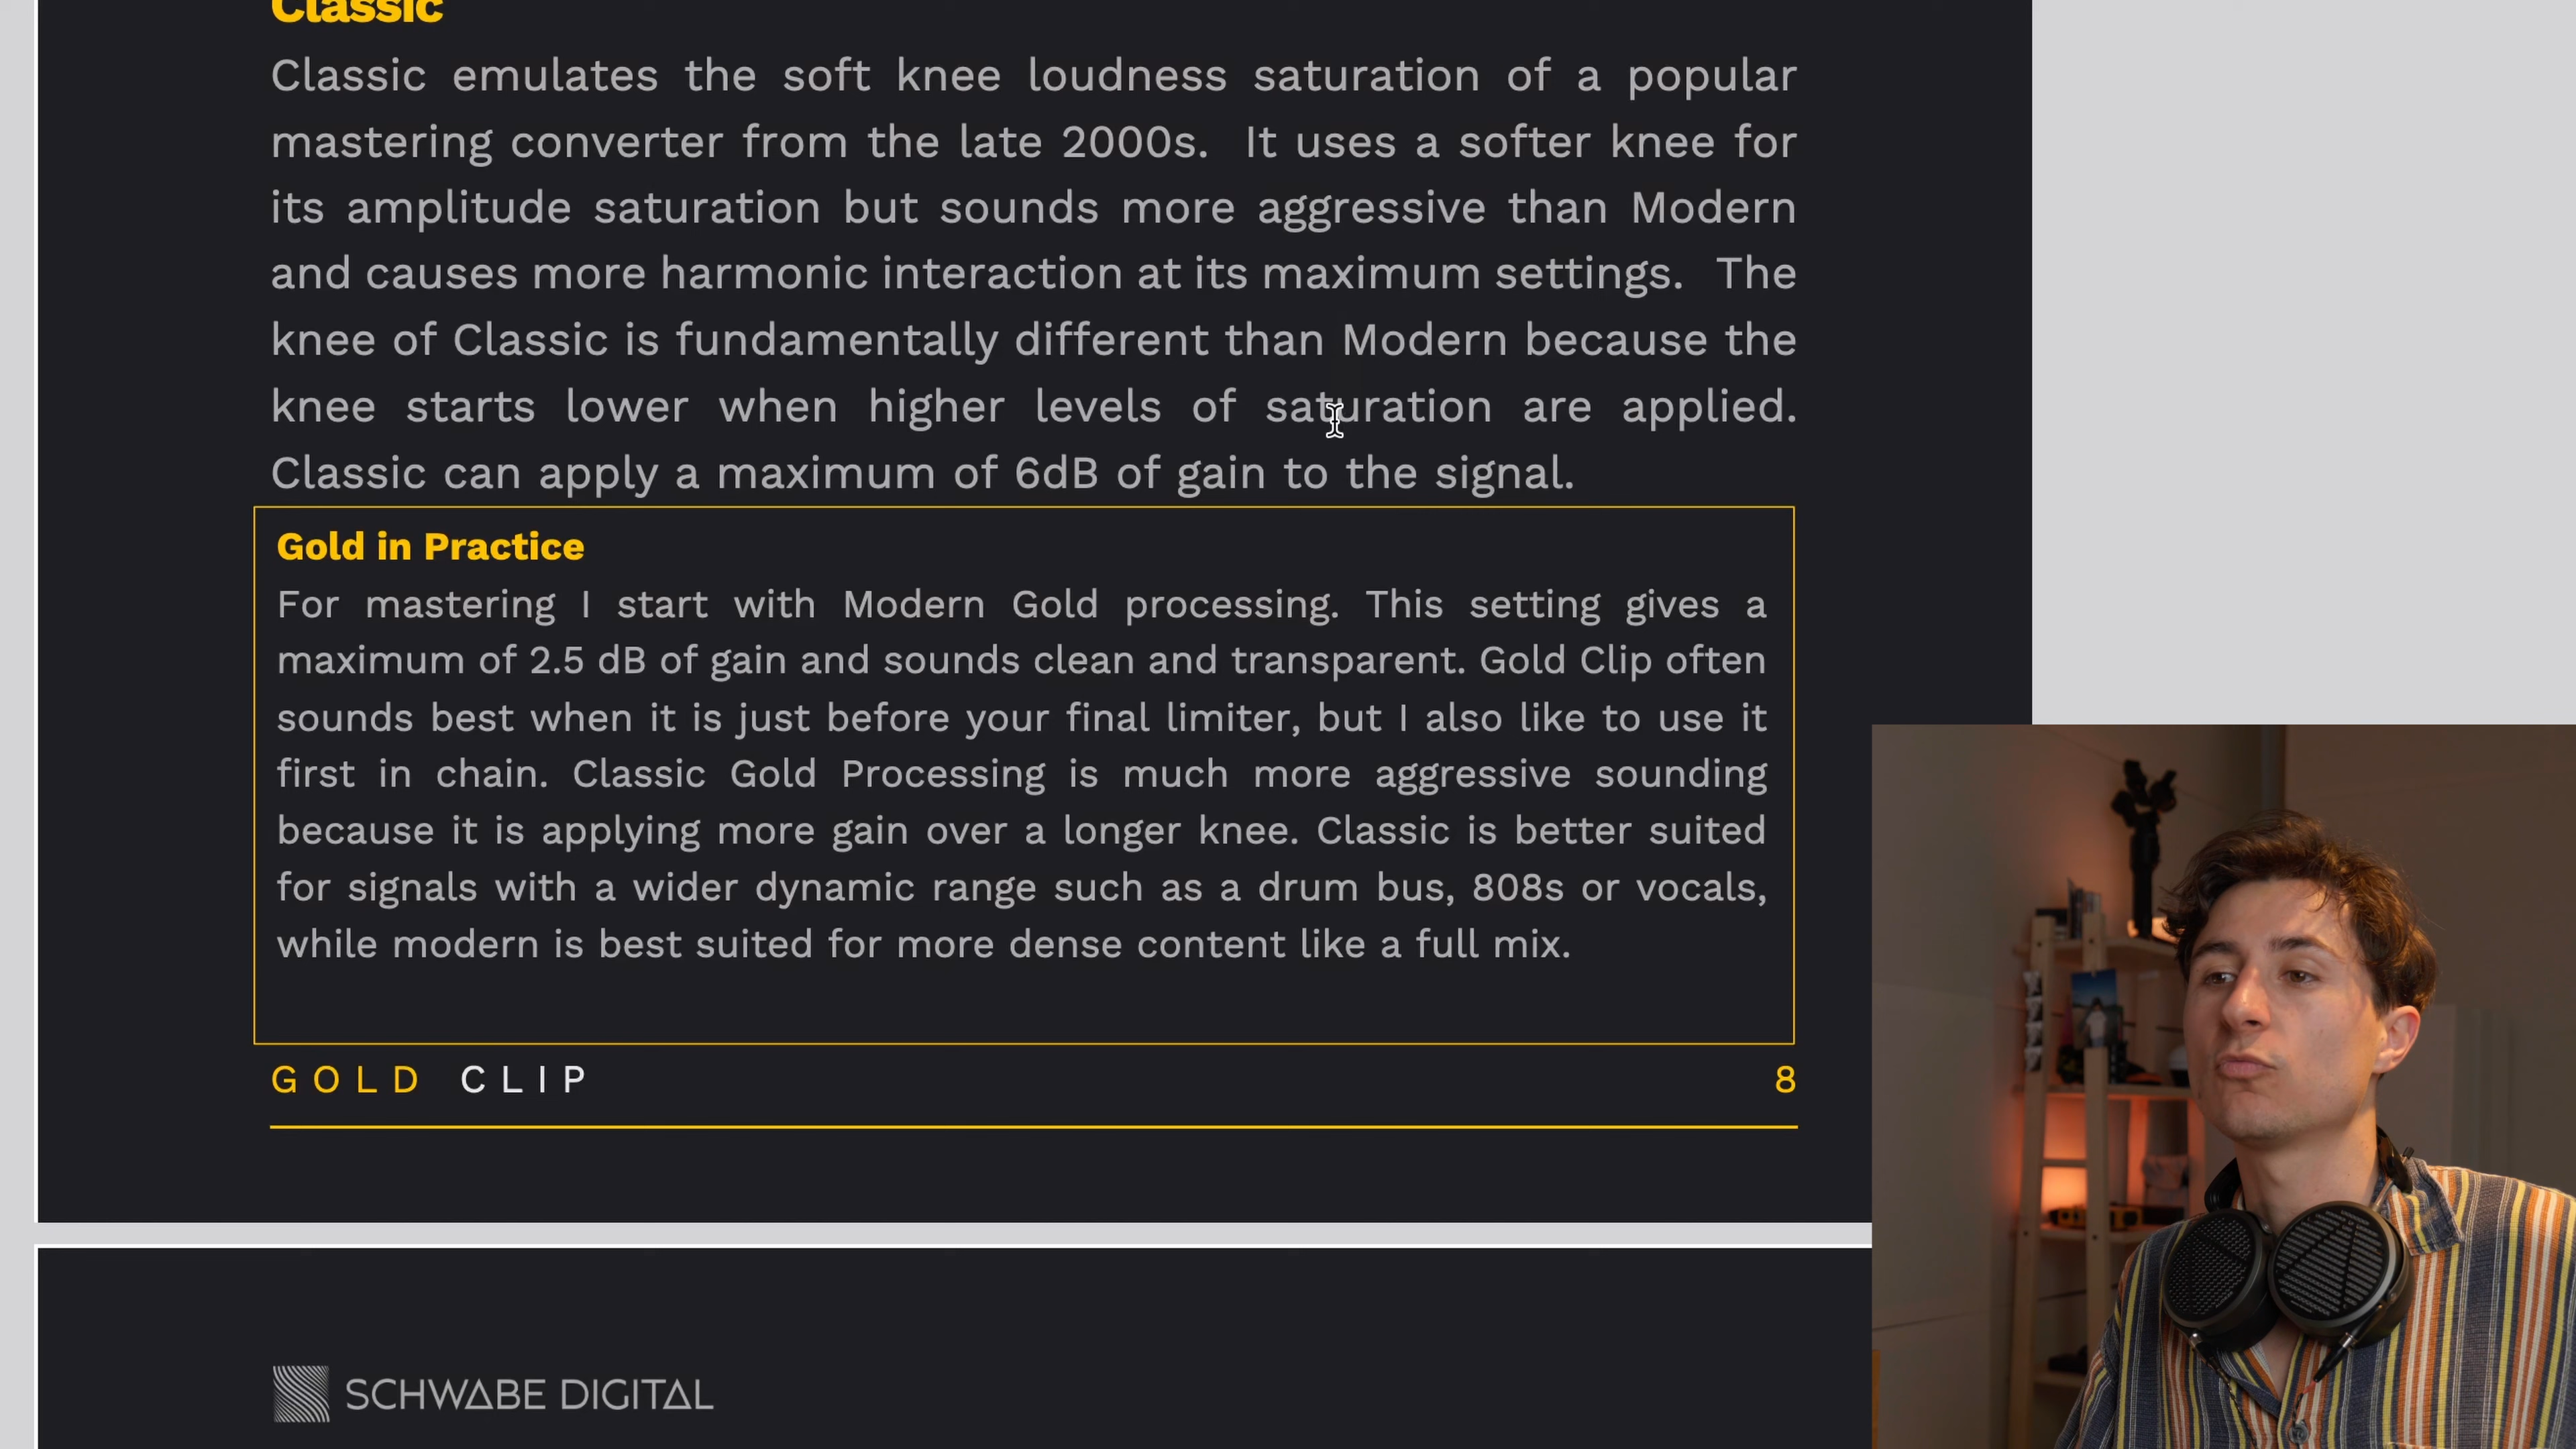 Classic
Classic emulates the soft knee loudness saturation of a popular
mastering converter from the late 2000s. It uses a softer knee for
its amplitude saturation but sounds more aggressive than Modern
and causes more harmonic interaction at its maximum settings. The
knee of Classic is fundamentally different than Modern because the
knee starts lower when higher levels of saturation are applied.
Classic can apply a maximum of 6dB of gain to the signal.
Gold in Practice
For mastering I start with Modern Gold processing. This setting gives a
maximum of 2.5 dB of gain and sounds clean and transparent. Gold Clip often
sounds best when it is just before your final limiter, but I also like to use it
first in chain. Classic Gold Processing is much more aggressive sounding
because it is applying more gain over a longer knee. Classic is better suited
for signals with a wider dynamic range such as a drum bus, 808s or vocals,
while modern is best suited for more dense content like a full mix.
GOLD CLIP 8
SCHWABE DIGITAL